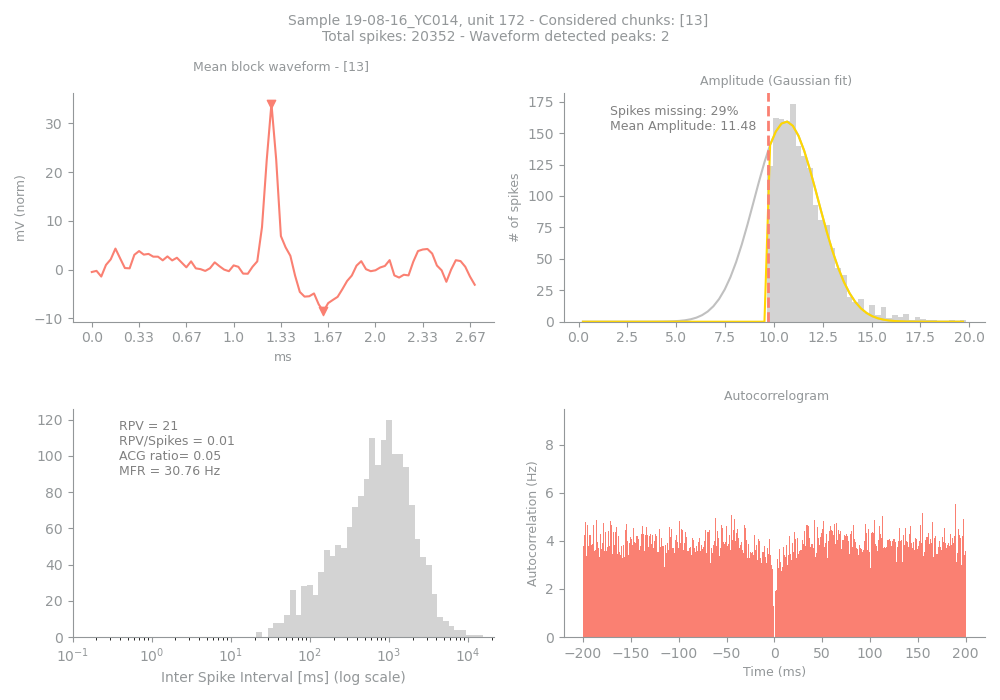 Sample 19-08-16_YC014, unit 172 - Considered chunks: [13]
Total spikes: 20352 - Waveform detected peaks: 2
Mean block waveform - [13]
mV (norm)
30
20
10
0
−10
0.0 0.33 0.67 1.0 1.33 1.67 2.0 2.33 2.67
ms
Amplitude (Gaussian fit)
Spikes missing: 29%
Mean Amplitude: 11.48
# of spikes
175
150
125
100
75
50
25
0
0.0 2.5 5.0 7.5 10.0 12.5 15.0 17.5 20.0
RPV = 21
RPV/Spikes = 0.01
ACG ratio= 0.05
MFR = 30.76 Hz
120
100
80
60
40
20
0
10⁻¹ 10⁰ 10¹ 10² 10³ 10⁴
Inter Spike Interval [ms] (log scale)
Autocorrelogram
Autocorrelation (Hz)
8
6
4
2
0
−200 −150 −100 −50 0 50 100 150 200
Time (ms)